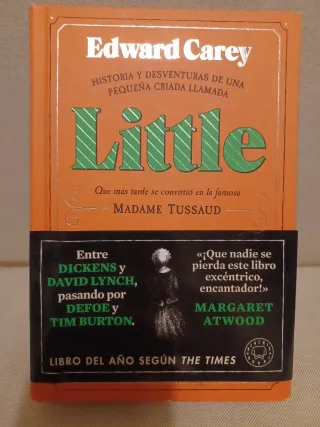 Edward Carey
HISTORIA Y DESVENTURAS DE UNA
PEQUEÑA CRIADA LLAMADA
Little
Que más tarde se convirtió en la famosa
MADAME TUSSAUD
Entre
DICKENS y
DAVID LYNCH,
pasando por
DEFOE y
TIM BURTON.
«¡Que nadie se
pierda este libro
excéntrico,
encantador!»
MARGARET
ATWOOD
LIBRO DEL AÑO SEGÚN THE TIMES